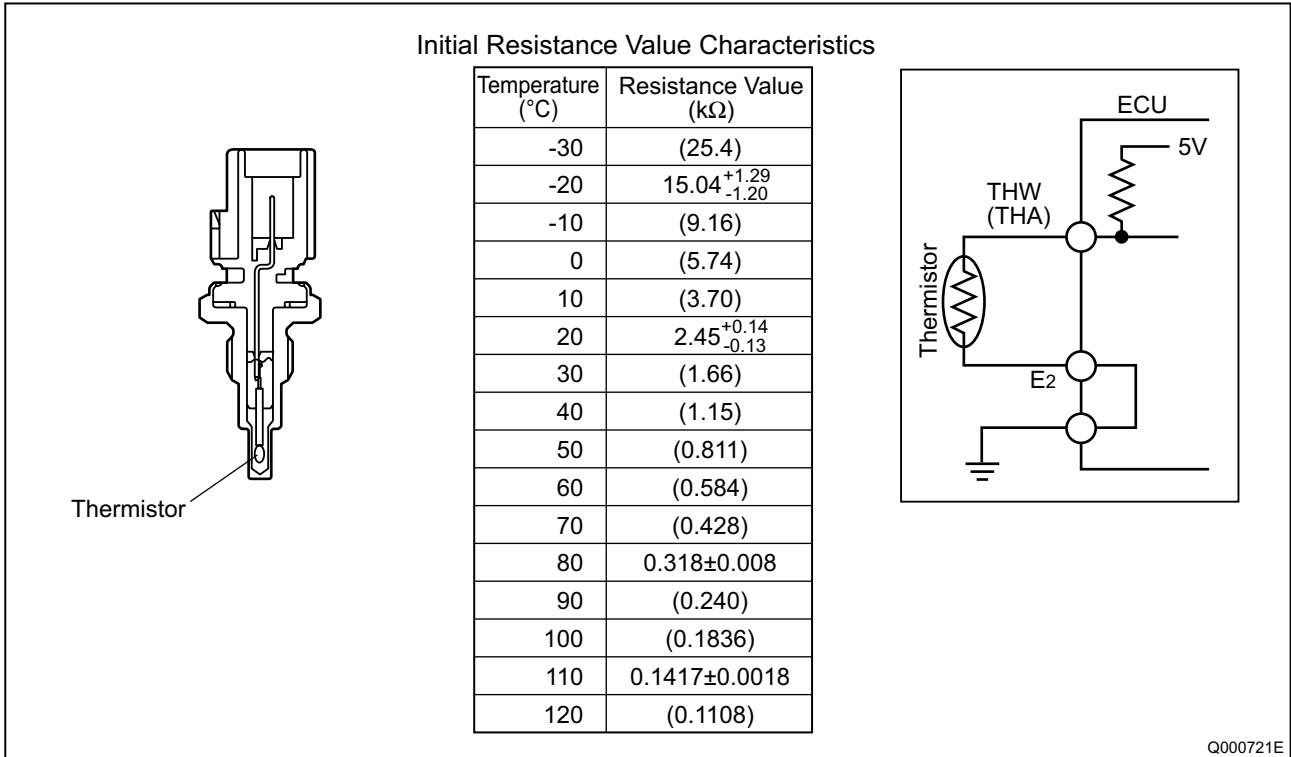 Initial Resistance Value Characteristics
Temperature (°C) Resistance Value (kΩ)
-30 (25.4)
-20 15.04 +1.29 -1.20
-10 (9.16)
0 (5.74)
10 (3.70)
20 2.45 +0.14 -0.13
30 (1.66)
40 (1.15)
50 (0.811)
60 (0.584)
70 (0.428)
80 0.318±0.008
90 (0.240)
100 (0.1836)
110 0.1417±0.0018
120 (0.1108)
Thermistor
ECU
5V
THW
(THA)
Thermistor
E2
Q000721E